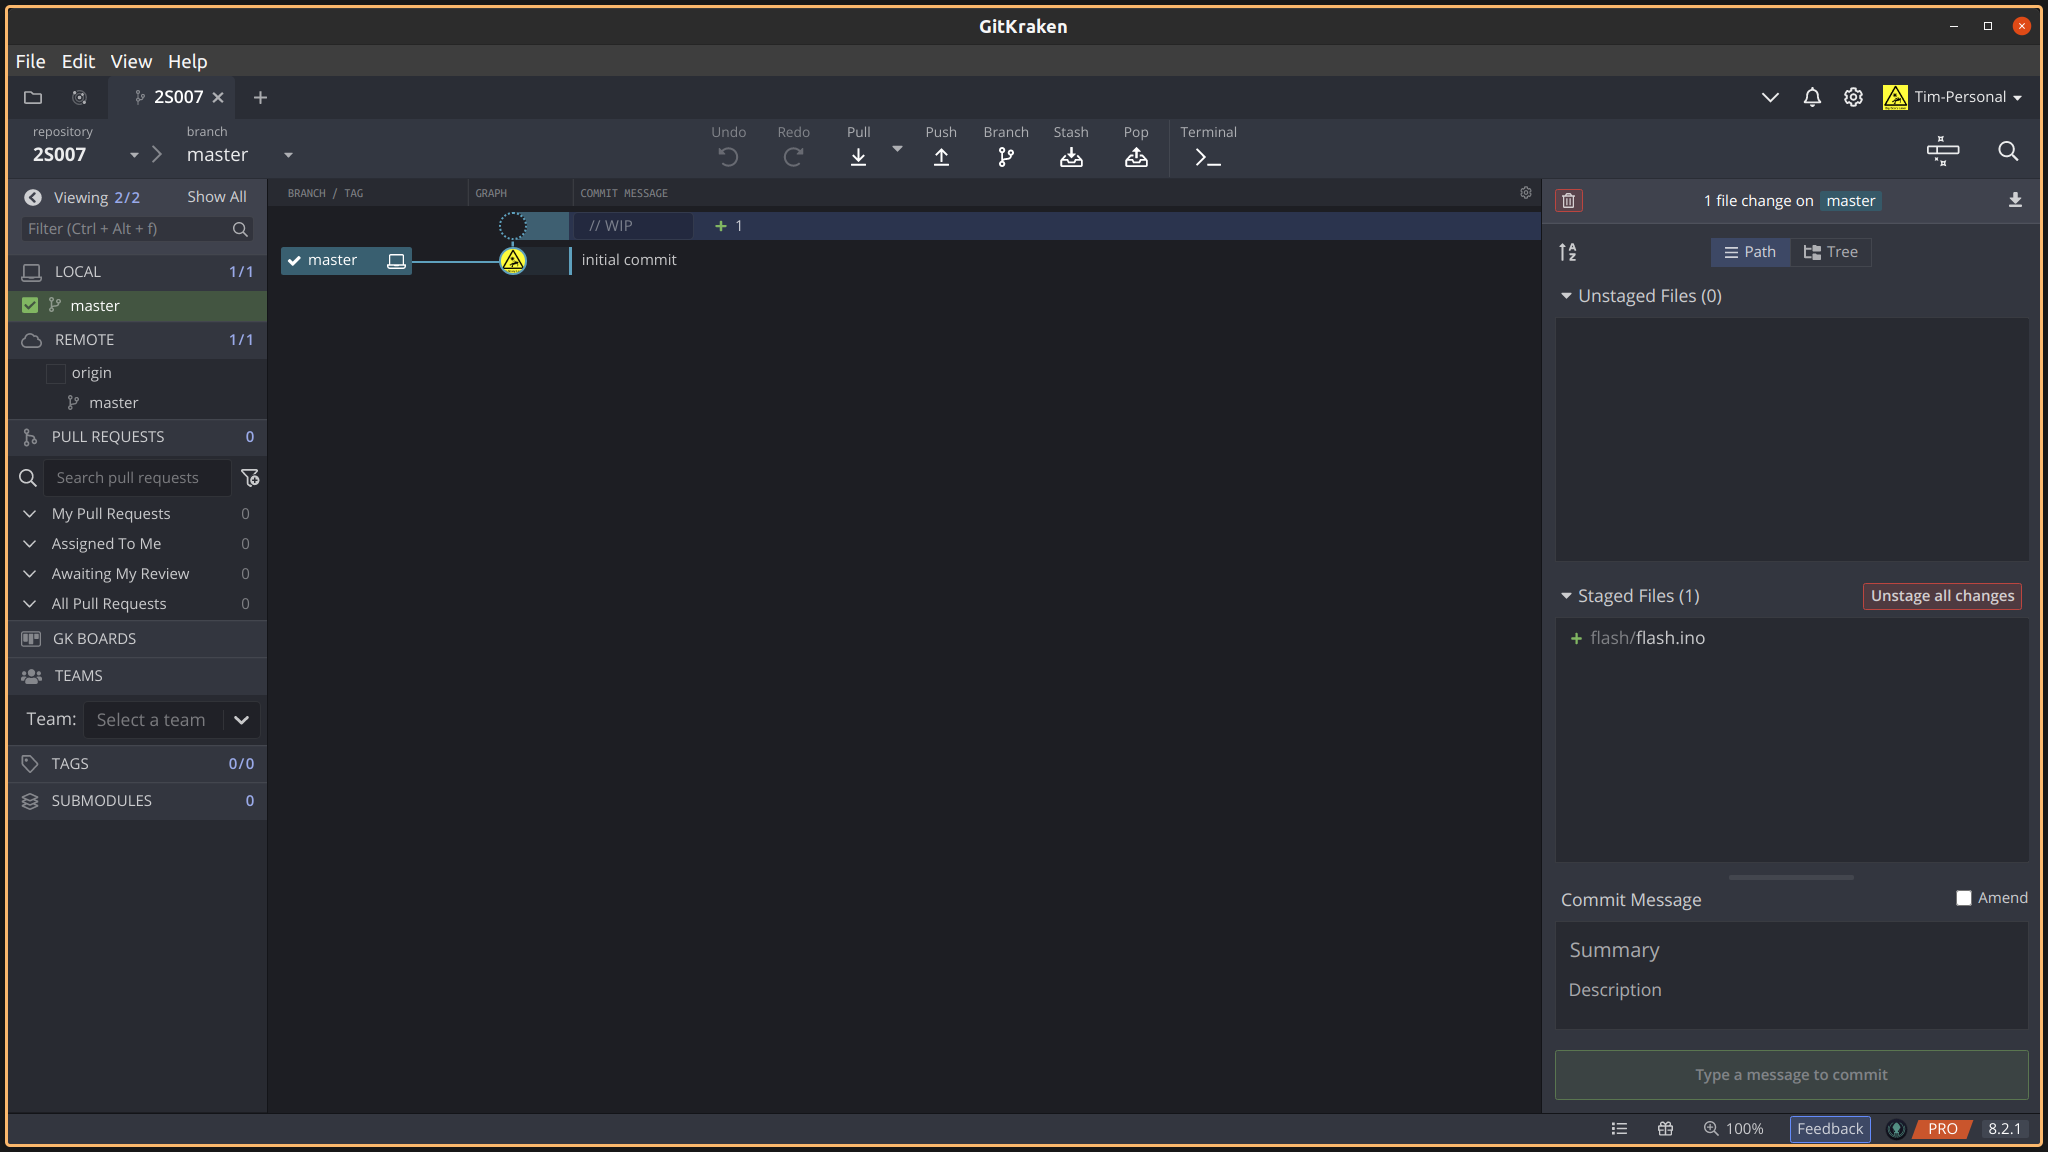 GitKraken
File Edit View Help
2S007
Tim-Personal
repository
2S007
branch
master
Undo
Redo
Pull
Push
Branch
Stash
Pop
Terminal
Viewing 2/2
Show All
Filter (Ctrl + Alt + f)
LOCAL 1/1
master
REMOTE 1/1
origin
master
PULL REQUESTS 0
Search pull requests
My Pull Requests 0
Assigned To Me 0
Awaiting My Review 0
All Pull Requests 0
GK BOARDS
TEAMS
Team: Select a team
TAGS 0/0
SUBMODULES 0
BRANCH / TAG
GRAPH
COMMIT MESSAGE
// WIP
1
master
initial commit
1 file change on master
A
Z
Path
Tree
Unstaged Files (0)
Staged Files (1)
Unstage all changes
flash/flash.ino
Commit Message
Amend
Summary
Description
Type a message to commit
100%
Feedback
PRO
8.2.1